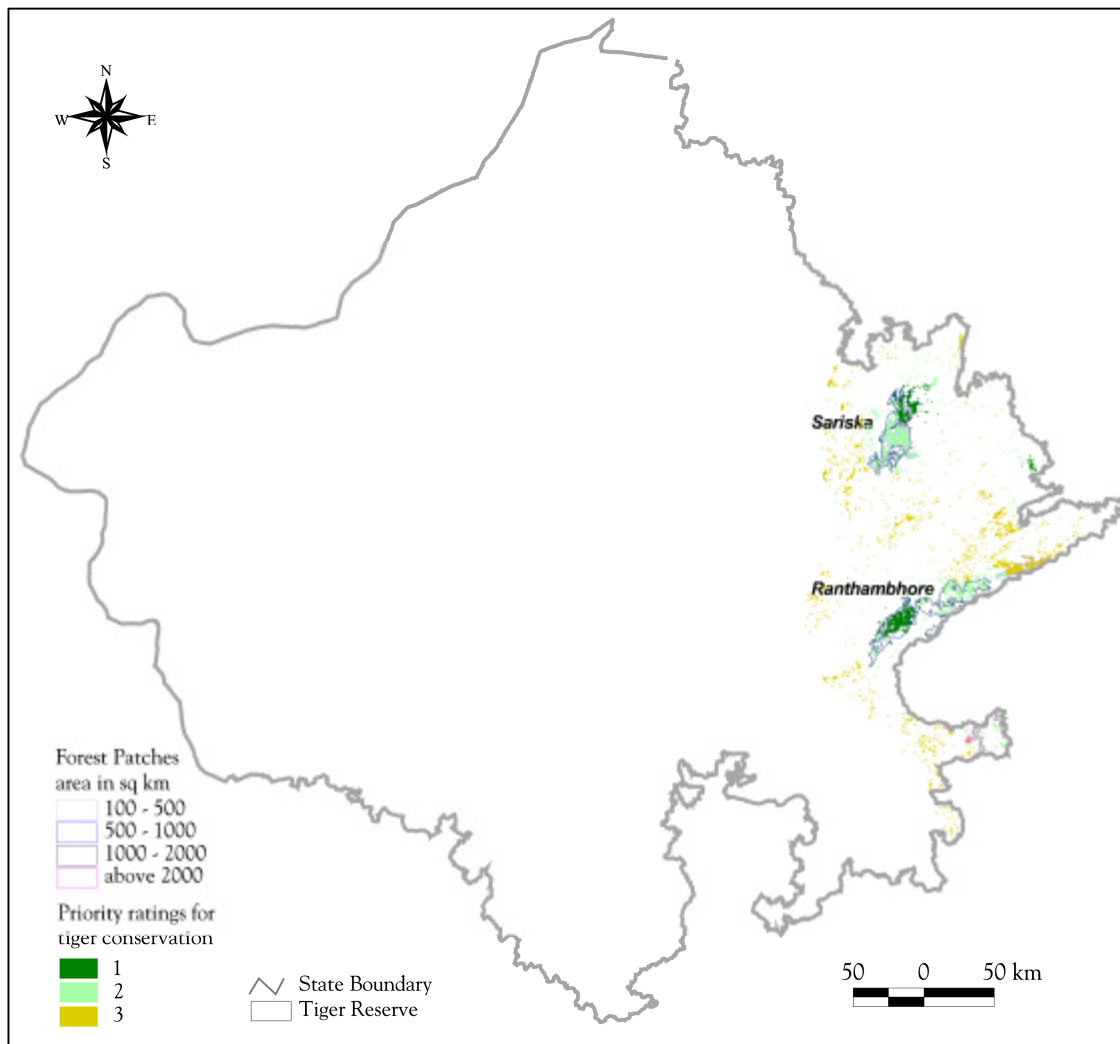 N
W E
S
Sariska
Ranthambhore
Forest Patches
area in sq km
100 - 500
500 - 1000
1000 - 2000
above 2000
Priority ratings for
tiger conservation
1
2
3
State Boundary
Tiger Reserve
50 0 50 km